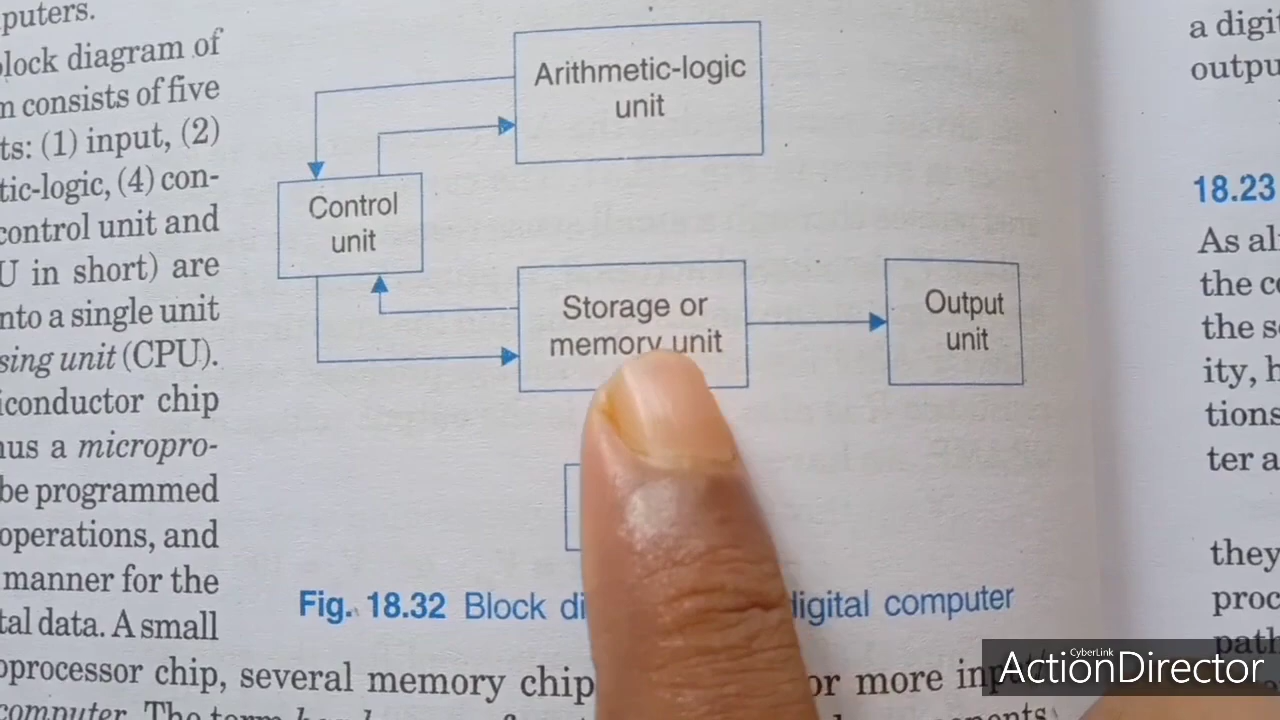 puters.
lock diagram of
n consists of five
ts: (1) input, (2)
tic-logic, (4) con-
control unit and
U in short) are
nto a single unit
sing unit (CPU).
iconductor chip
hus a micropro-
be programmed
operations, and
manner for the
tal data. A small
oprocessor chip, several memory chip or more inp
computer. The term
Arithmetic-logic
unit
Control
unit
Storage or
memory unit
Output
unit
Fig. 18.32 Block di digital computer
a digit
outpu
18.23
As al
the co
the s
ity, h
tions
ter a
they
proc
path
CyberLink
ActionDirector